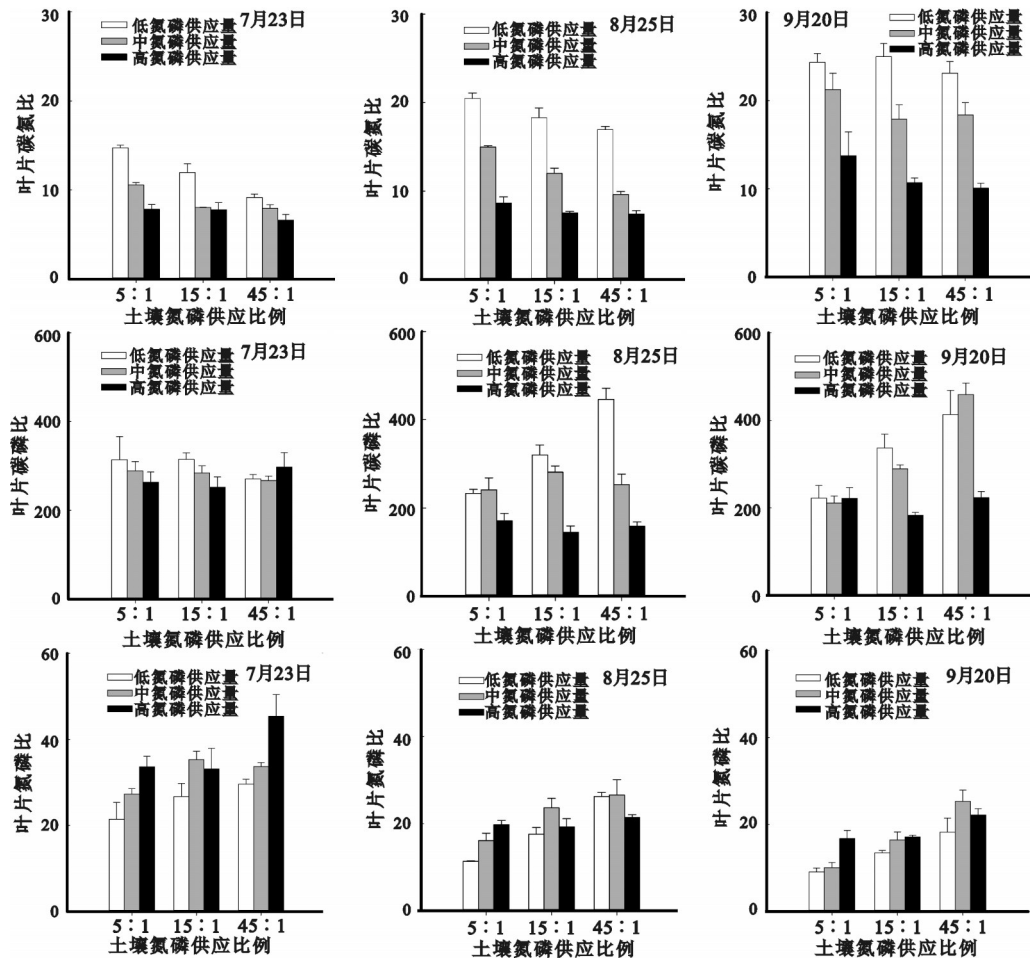 30
20
10
0
叶片碳氮比
低氮磷供应量
中氮磷供应量
高氮磷供应量
7月23日
5:1 15:1 45:1
土壤氮磷供应比例
30
20
10
0
叶片碳氮比
低氮磷供应量
中氮磷供应量
高氮磷供应量
8月25日
5:1 15:1 45:1
土壤氮磷供应比例
30
20
10
0
叶片碳氮比
9月20日
低氮磷供应量
中氮磷供应量
高氮磷供应量
5:1 15:1 45:1
土壤氮磷供应比例
600
400
200
0
叶片碳磷比
低氮磷供应量
中氮磷供应量
高氮磷供应量
7月23日
5:1 15:1 45:1
土壤氮磷供应比例
600
400
200
0
叶片碳磷比
8月25日
低氮磷供应量
中氮磷供应量
高氮磷供应量
5:1 15:1 45:1
土壤氮磷供应比例
600
400
200
0
叶片碳磷比
9月20日
低氮磷供应量
中氮磷供应量
高氮磷供应量
5:1 15:1 45:1
土壤氮磷供应比例
60
40
20
0
叶片氮磷比
低氮磷供应量
中氮磷供应量
高氮磷供应量
7月23日
5:1 15:1 45:1
土壤氮磷供应比例
60
40
20
0
叶片氮磷比
8月25日
低氮磷供应量
中氮磷供应量
高氮磷供应量
5:1 15:1 45:1
土壤氮磷供应比例
60
40
20
0
叶片氮磷比
9月20日
低氮磷供应量
中氮磷供应量
高氮磷供应量
5:1 15:1 45:1
土壤氮磷供应比例